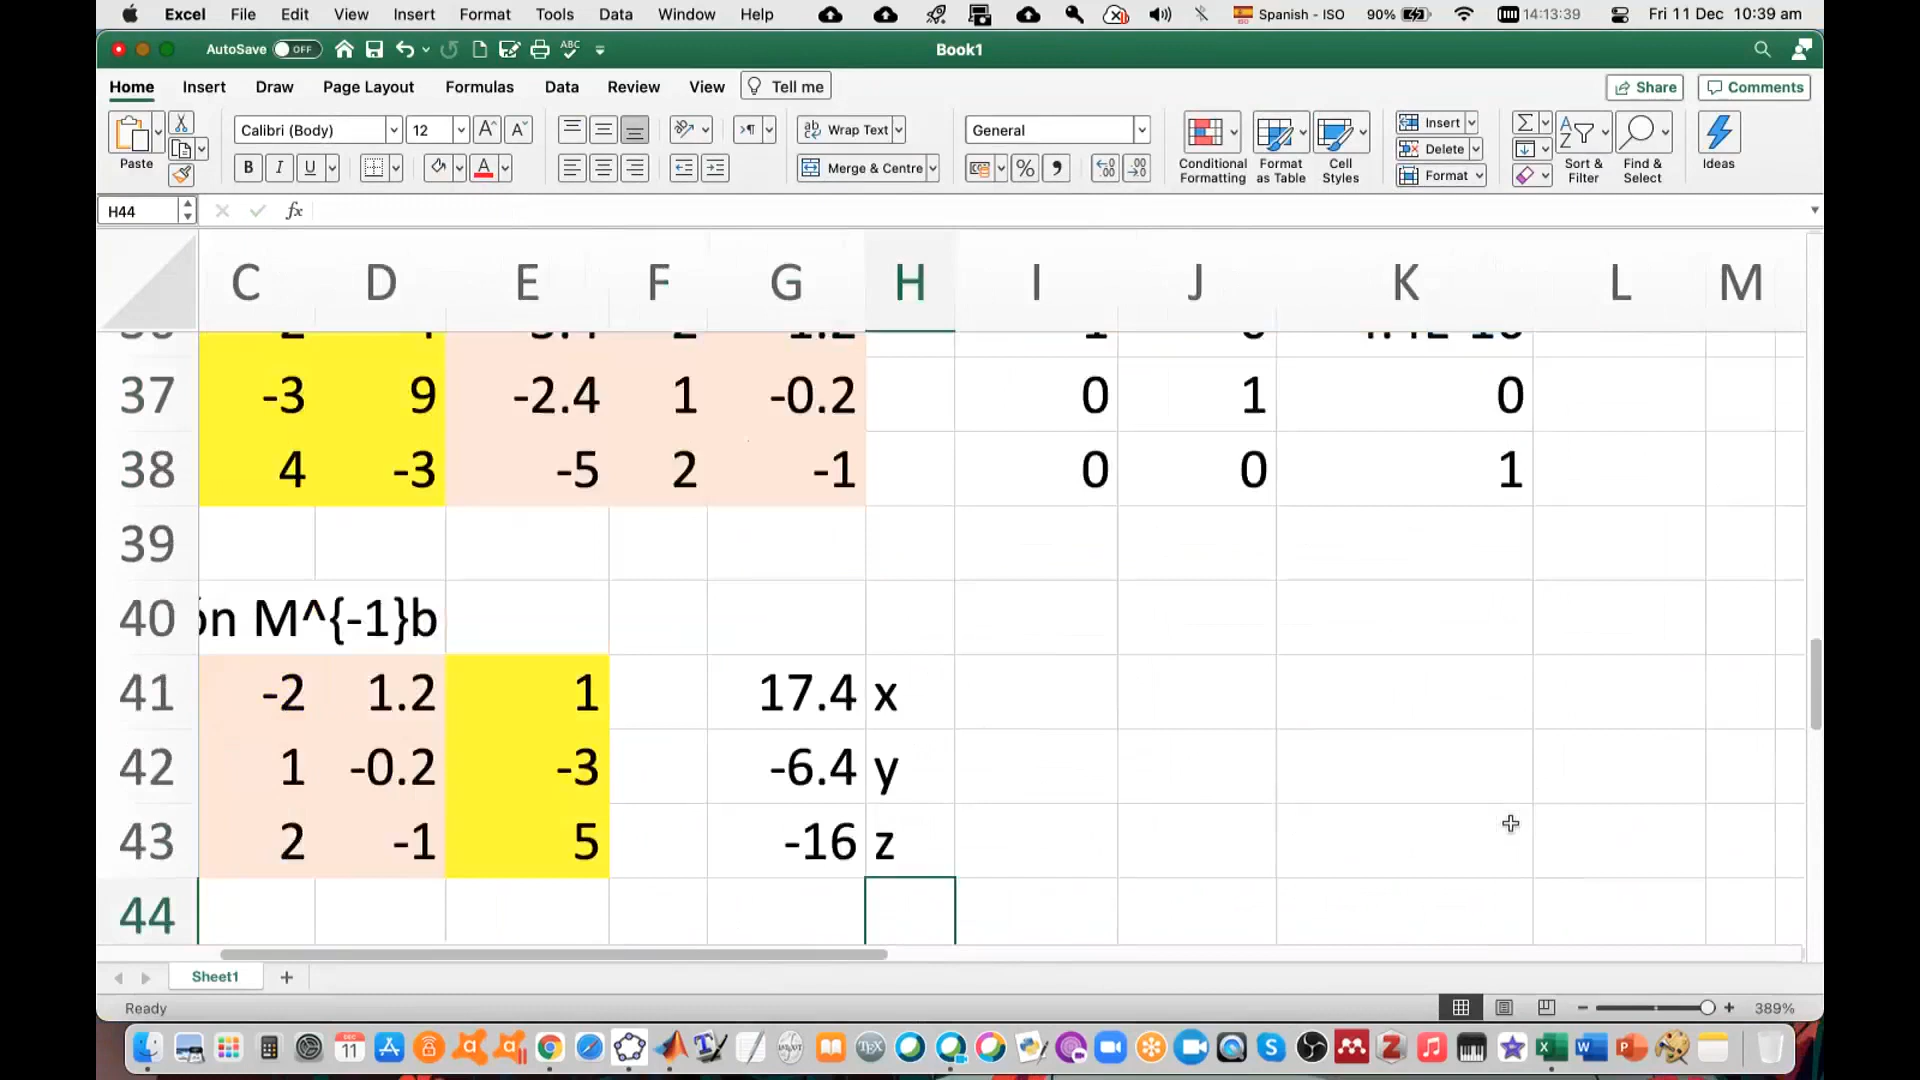 Excel File Edit View Insert Format Tools Data Window Help Spanish - ISO 90% 14:13:39 Fri 11 Dec 10:39 am
AutoSave OFF ABC Book1
Home Insert Draw Page Layout Formulas Data Review View Tell me Share Comments
Paste Calibri (Body) 12 Wrap Text General Insert
B I U Merge & Centre Delete
Conditional Formatting Format as Table Cell Styles Format Sort & Filter Find & Select Ideas
H44 fx
C D E F G H I J K L M
37 -3 9 -2.4 1 -0.2 0 1 0
38 4 -3 -5 2 -1 0 0 1
39
40 ón M^{-1}b
41 -2 1.2 1 17.4 x
42 1 -0.2 -3 -6.4 y
43 2 -1 5 -16 z
44
Sheet1
Ready 389%